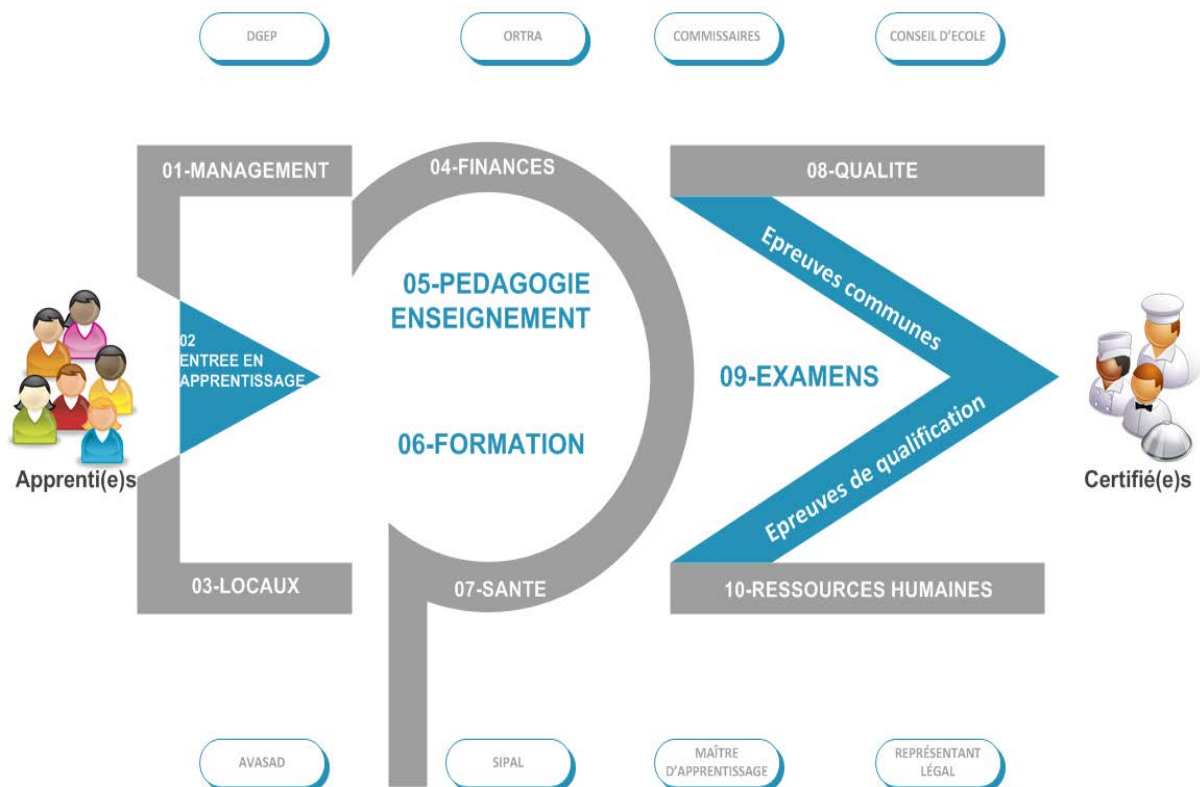 DGEP
ORTRA
COMMISSAIRES
CONSEIL D'ECOLE
01-MANAGEMENT
04-FINANCES
08-QUALITE
Epreuves communes
05-PEDAGOGIE
ENSEIGNEMENT
02
ENTREE EN
APPRENTISSAGE
09-EXAMENS
06-FORMATION
Apprenti(e)s
Certifié(e)s
Epreuves de qualification
03-LOCAUX
07-SANTE
10-RESSOURCES HUMAINES
AVASAD
SIPAL
MAÎTRE
D'APPRENTISSAGE
REPRÉSENTANT
LÉGAL